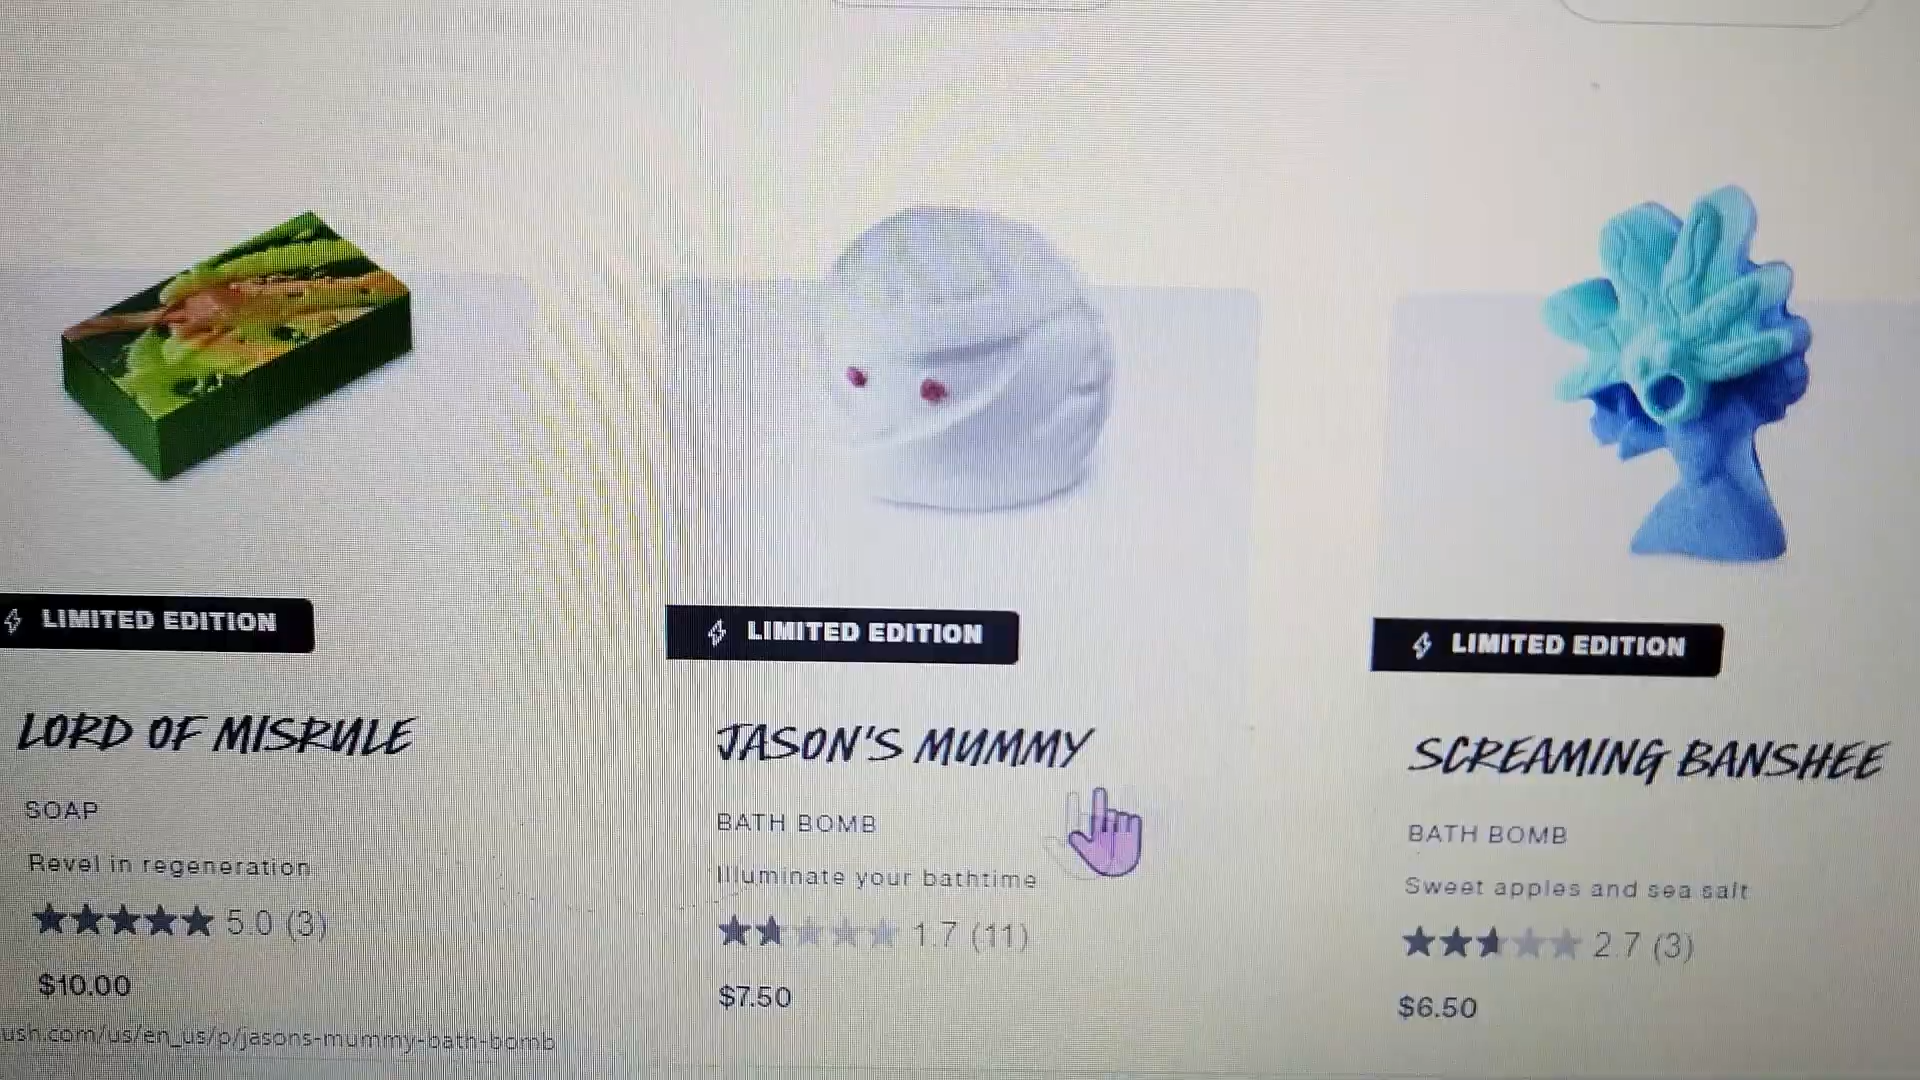 LIMITED EDITION
LORD OF MISRULE
SOAP
Revel in regeneration
5.0 (3)
$10.00
LIMITED EDITION
JASON'S MUMMY
BATH BOMB
Illuminate your bathtime
1.7 (11)
$7.50
LIMITED EDITION
SCREAMING BANSHEE
BATH BOMB
Sweet apples and sea salt
2.7 (3)
$6.50
ush.com/us/en_us/p/jasons-mummy-bath-bomb